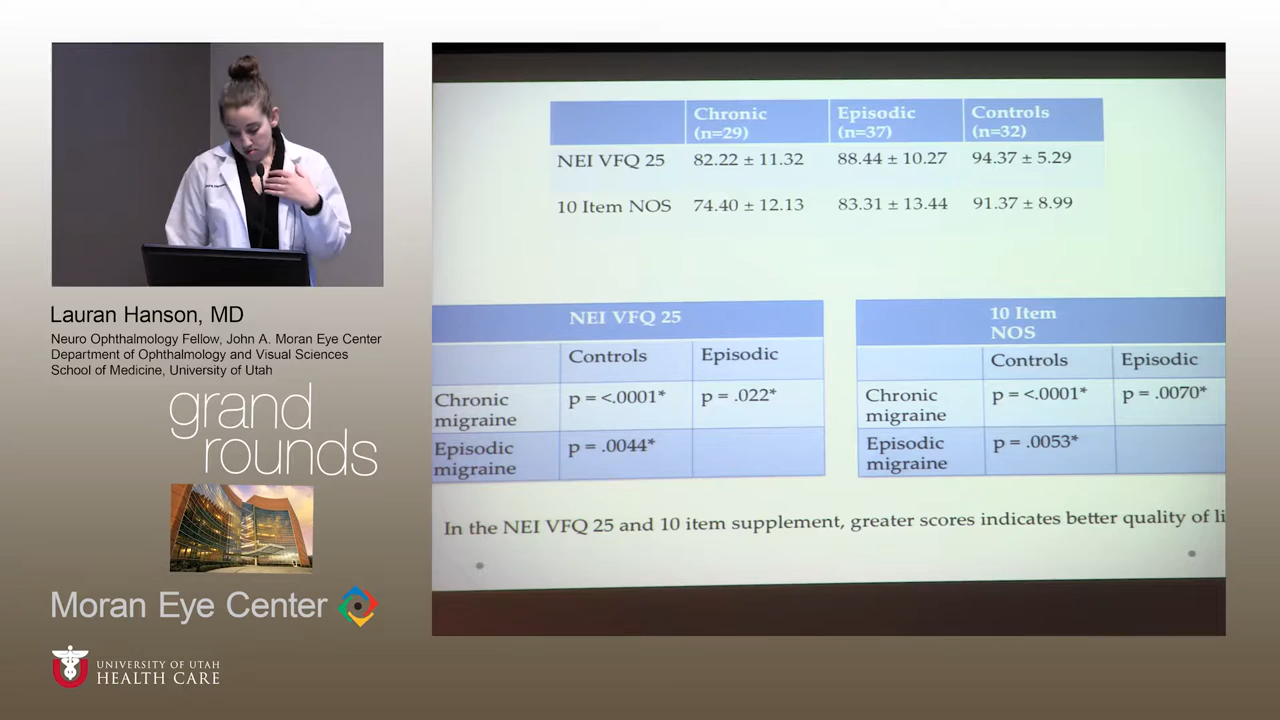 Chronic (n=29) Episodic (n=37) Controls (n=32)
NEI VFQ 25 82.22 ± 11.32 88.44 ± 10.27 94.37 ± 5.29
10 Item NOS 74.40 ± 12.13 83.31 ± 13.44 91.37 ± 8.99
NEI VFQ 25
Controls Episodic
Chronic migraine p = <.0001* p = .022*
Episodic migraine p = .0044*
10 Item
NOS
Controls Episodic
Chronic migraine p = <.0001* p = .0070*
Episodic migraine p = .0053*
In the NEI VFQ 25 and 10 item supplement, greater scores indicates better quality of li
Lauran Hanson, MD
Neuro Ophthalmology Fellow, John A. Moran Eye Center
Department of Ophthalmology and Visual Sciences
School of Medicine, University of Utah
grand
rounds
Moran Eye Center
U
UNIVERSITY OF UTAH
HEALTH CARE